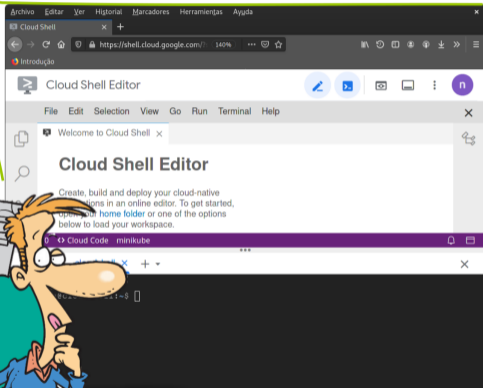 Archivo Editar Ver Historial Marcadores Herramientas Ayuda
Cloud Shell × +
https://shell.cloud.google.com/ 140% ... 
Introdução
Cloud Shell Editor n
File Edit Selection View Go Run Terminal Help ×
Welcome to Cloud Shell ×
Cloud Shell Editor
Create, build and deploy your cloud-native
in an online editor. To get started,
your home folder or one of the options
below to load your workspace.
0 Cloud Code minikube
× + ×
:~$